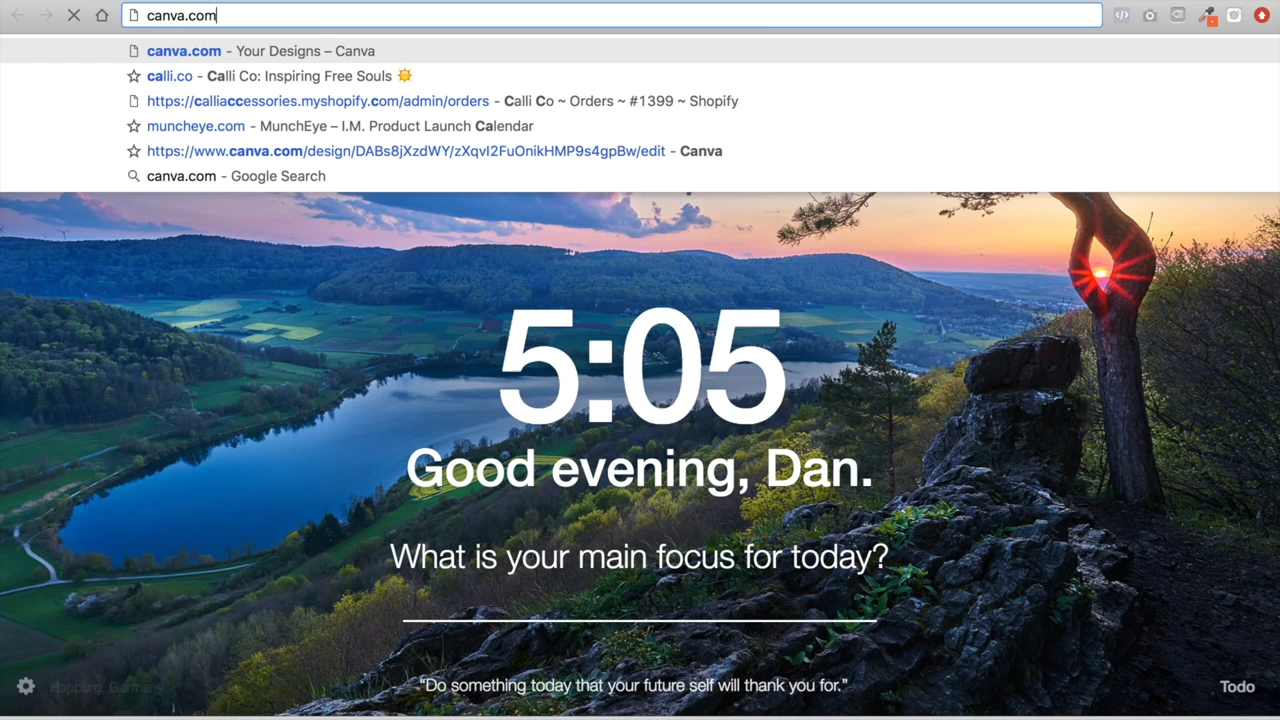 canva.com
canva.com - Your Designs – Canva
calli.co - Calli Co: Inspiring Free Souls ☀️
https://calliaccessories.myshopify.com/admin/orders - Calli Co ~ Orders ~ #1399 ~ Shopify
muncheye.com - MunchEye – I.M. Product Launch Calendar
https://www.canva.com/design/DABs8jXzdWY/zXqvI2FuOnikHMP9s4gpBw/edit - Canva
canva.com - Google Search
5:05
Good evening, Dan.
What is your main focus for today?
Happurg, Germany
“Do something today that your future self will thank you for.”
Todo